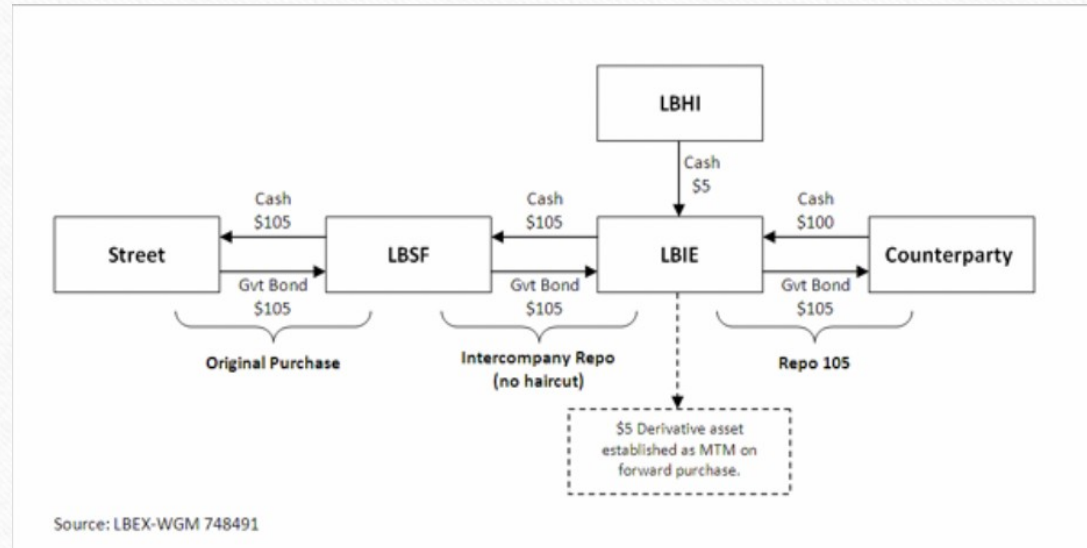 LBHI
Cash
$5
Cash
$105
Cash
$105
Cash
$100
Street
LBSF
LBIE
Counterparty
Gvt Bond
$105
Gvt Bond
$105
Gvt Bond
$105
Original Purchase
Intercompany Repo
(no haircut)
Repo 105
$5 Derivative asset
established as MTM on
forward purchase.
Source: LBEX-WGM 748491